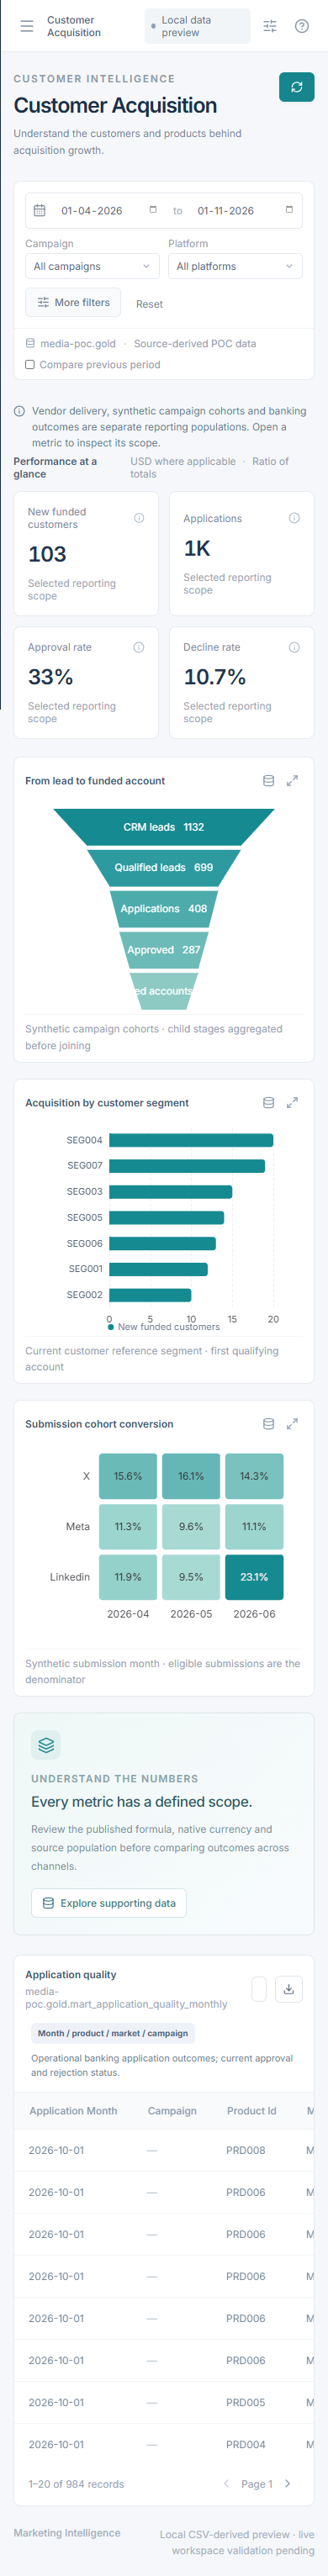 Customer Acquisition
Local data preview
CUSTOMER INTELLIGENCE
Customer Acquisition
Understand the customers and products behind
acquisition growth.
01-04-2026 to 01-11-2026
Campaign Platform
All campaigns All platforms
More filters Reset
media-poc.gold · Source-derived POC data
Compare previous period
Vendor delivery, synthetic campaign cohorts and banking
outcomes are separate reporting populations. Open a
metric to inspect its scope.
Performance at a glance
USD where applicable · Ratio of totals
New funded customers
103
Selected reporting scope
Applications
1K
Selected reporting scope
Approval rate
33%
Selected reporting scope
Decline rate
10.7%
Selected reporting scope
From lead to funded account
CRM leads 1132
Qualified leads 699
Applications 408
Approved 287
ed accounts
Synthetic campaign cohorts · child stages aggregated
before joining
Acquisition by customer segment
SEG004
SEG007
SEG003
SEG005
SEG006
SEG001
SEG002
0 5 10 15 20
New funded customers
Current customer reference segment · first qualifying
account
Submission cohort conversion
X 15.6% 16.1% 14.3%
Meta 11.3% 9.6% 11.1%
Linkedin 11.9% 9.5% 23.1%
2026-04 2026-05 2026-06
Synthetic submission month · eligible submissions are the
denominator
UNDERSTAND THE NUMBERS
Every metric has a defined scope.
Review the published formula, native currency and
source population before comparing outcomes across
channels.
Explore supporting data
Application quality
media-
poc.gold.mart_application_quality_monthly
Month / product / market / campaign
Operational banking application outcomes; current approval
and rejection status.
Application Month Campaign Product Id M
2026-10-01 — PRD008 M
2026-10-01 — PRD006 M
2026-10-01 — PRD006 M
2026-10-01 — PRD006 M
2026-10-01 — PRD006 M
2026-10-01 — PRD006 M
2026-10-01 — PRD005 M
2026-10-01 — PRD004 M
1–20 of 984 records Page 1
Marketing Intelligence
Local CSV-derived preview · live
workspace validation pending